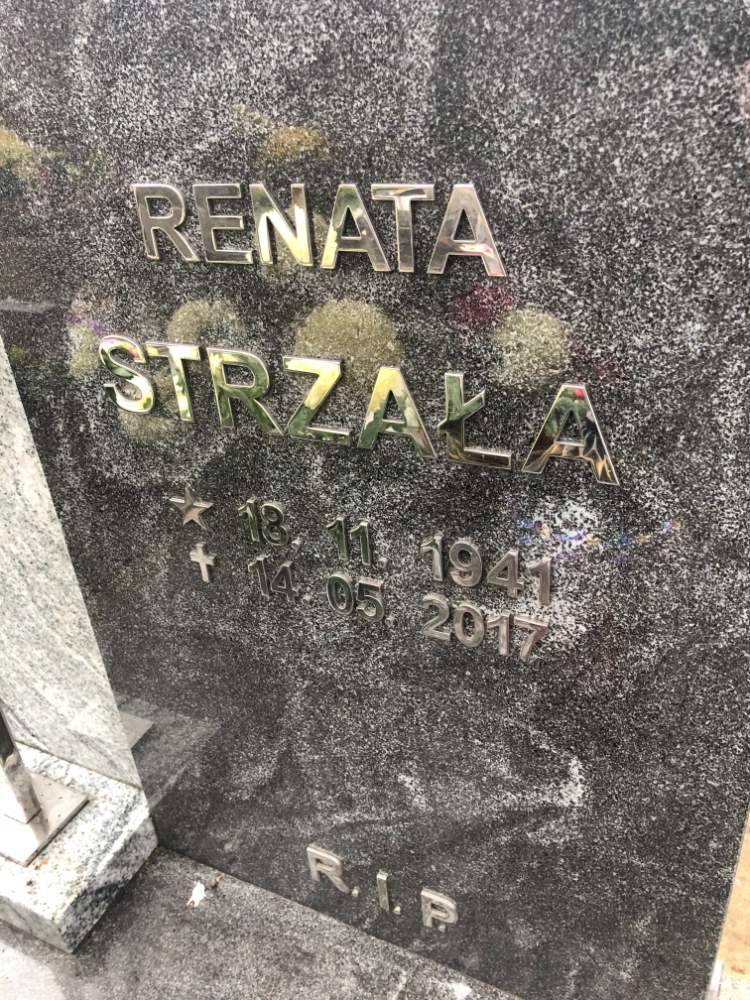 RENATA
STRZAŁA
★ 18. 11. 1941
✝ 14. 05. 2017
R.I.P.